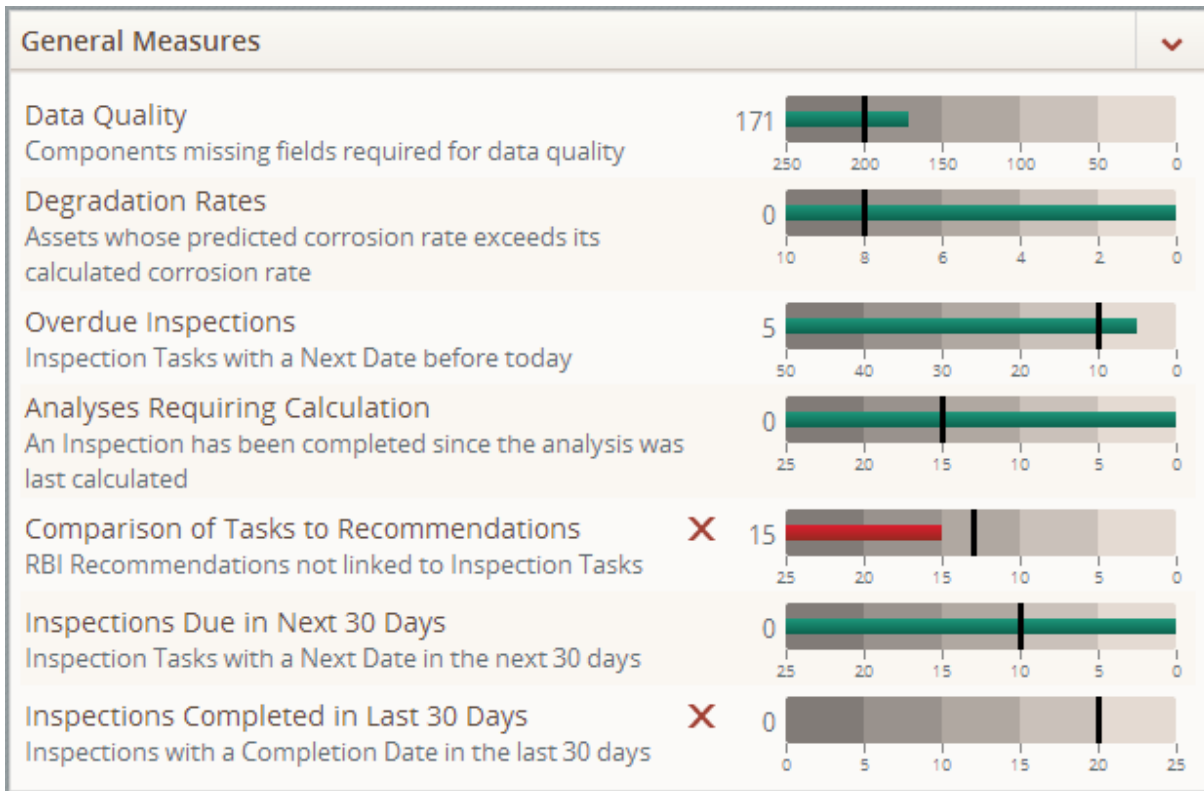 General Measures
Data Quality
Components missing fields required for data quality
171
250 200 150 100 50 0
Degradation Rates
Assets whose predicted corrosion rate exceeds its
calculated corrosion rate
0
10 8 6 4 2 0
Overdue Inspections
Inspection Tasks with a Next Date before today
5
50 40 30 20 10 0
Analyses Requiring Calculation
An Inspection has been completed since the analysis was
last calculated
0
25 20 15 10 5 0
Comparison of Tasks to Recommendations
RBI Recommendations not linked to Inspection Tasks
15
25 20 15 10 5 0
Inspections Due in Next 30 Days
Inspection Tasks with a Next Date in the next 30 days
0
25 20 15 10 5 0
Inspections Completed in Last 30 Days
Inspections with a Completion Date in the last 30 days
0
0 5 10 15 20 25